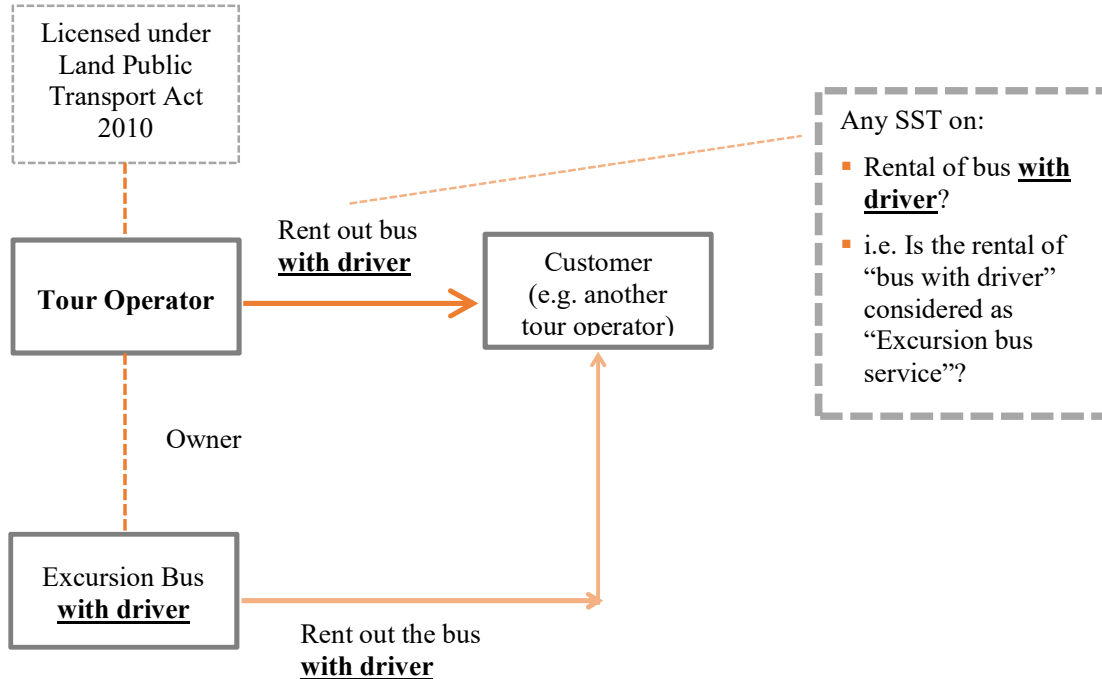 Licensed under
Land Public
Transport Act
2010
Any SST on:
▪ Rental of bus with
driver?
▪ i.e. Is the rental of
“bus with driver”
considered as
“Excursion bus
service”?
Rent out bus
with driver
Tour Operator
Customer
(e.g. another
tour operator)
Owner
Excursion Bus
with driver
Rent out the bus
with driver